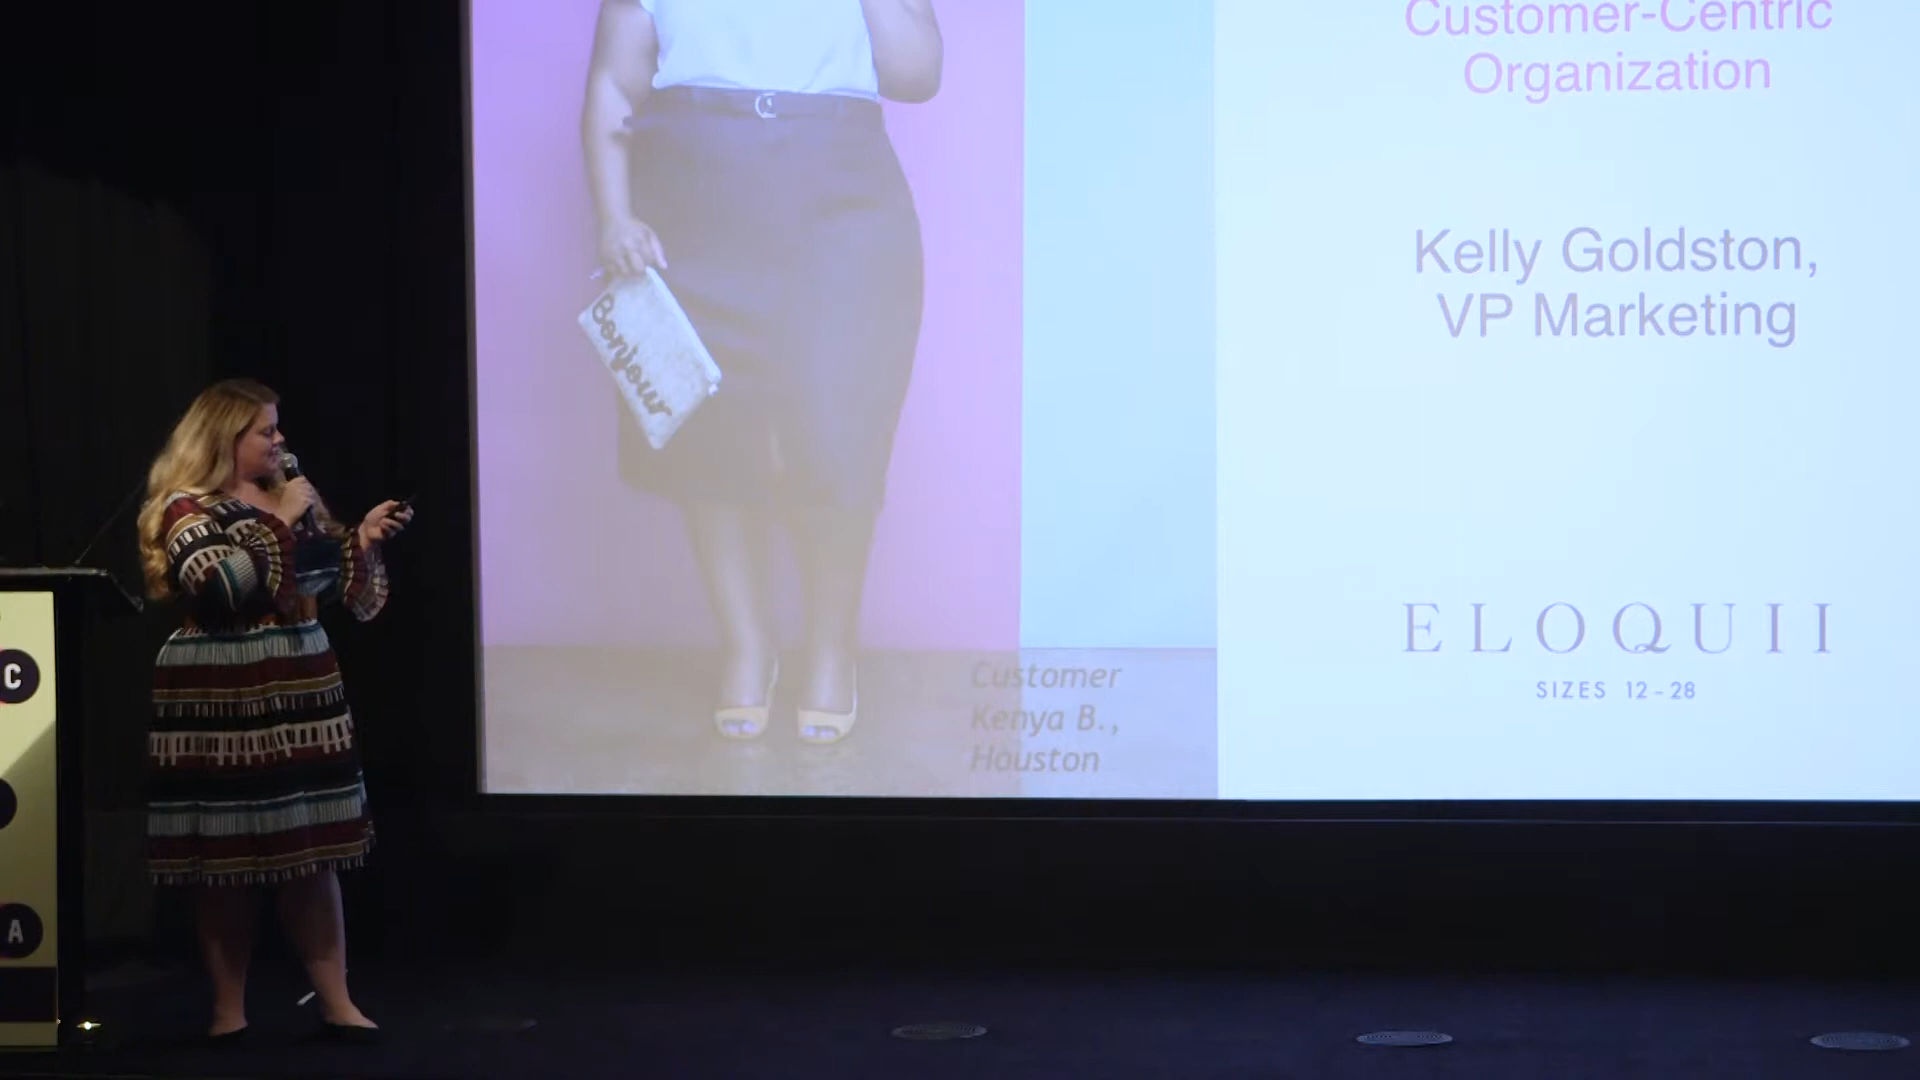 Customer-Centric
Organization
Kelly Goldston,
VP Marketing
Bonjour
ELOQUII
SIZES 12-28
Customer
Kenya B.,
Houston
C
A